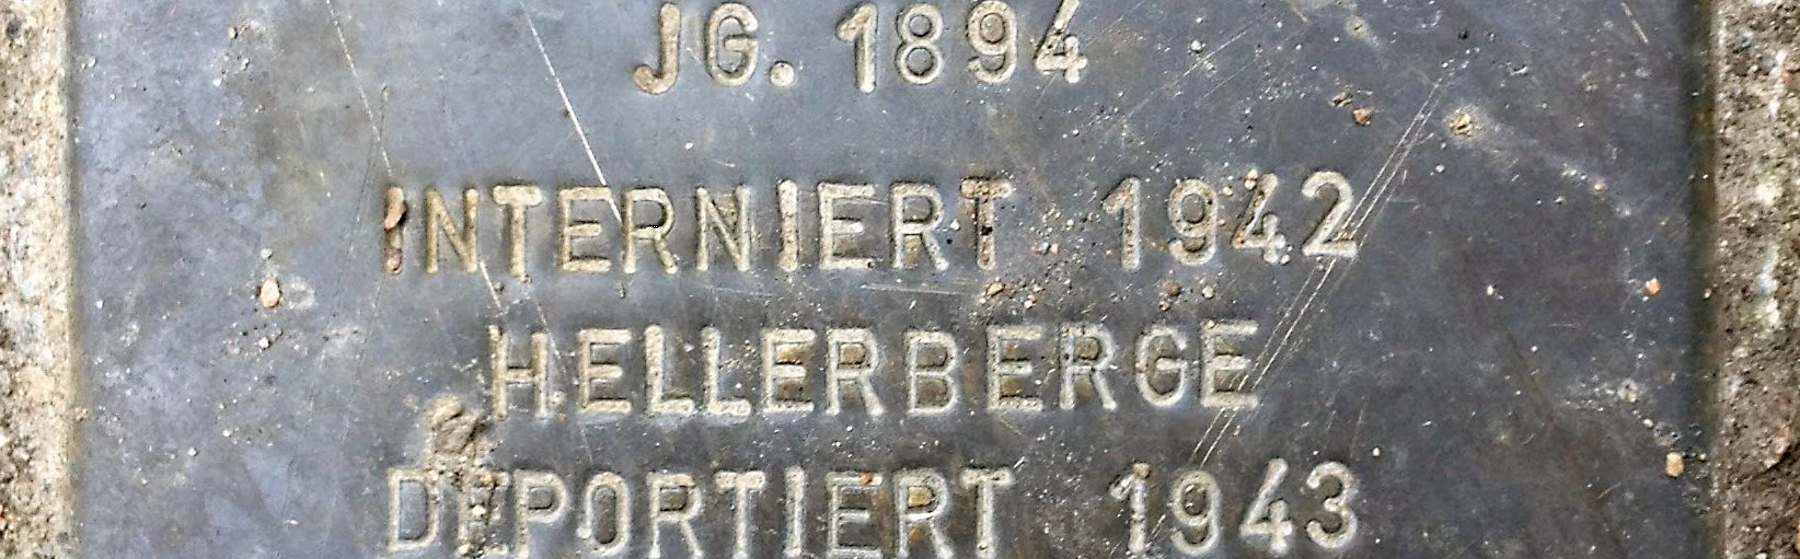 JG. 1894
INTERNIERT 1942
HELLERBERGE
DEPORTIERT 1943